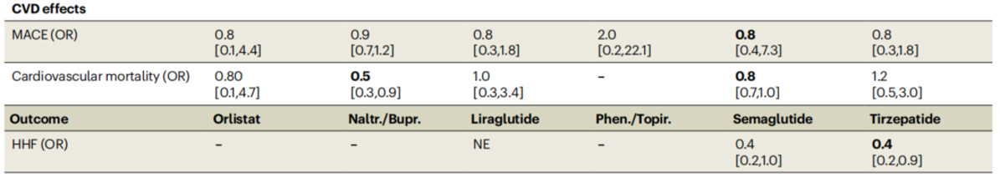 CVD effects
MACE (OR) 0.8 0.9 0.8 2.0 0.8 0.8
[0.1,4.4] [0.7,1.2] [0.3,1.8] [0.2,22.1] [0.4,7.3] [0.3,1.8]
Cardiovascular mortality (OR) 0.80 0.5 1.0 – 0.8 1.2
[0.1,4.7] [0.3,0.9] [0.3,3.4] [0.7,1.0] [0.5,3.0]
Outcome Orlistat Naltr./Bupr. Liraglutide Phen./Topir. Semaglutide Tirzepatide
HHF (OR) – – NE – 0.4 0.4
[0.2,1.0] [0.2,0.9]